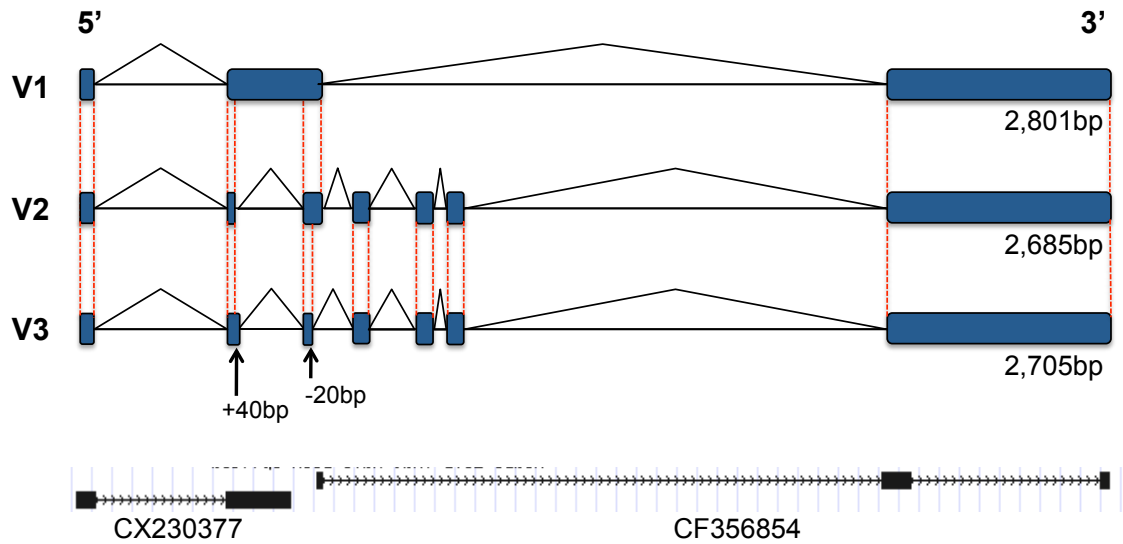 5’ 3’
V1
2,801bp
V2
2,685bp
V3
2,705bp
+40bp
-20bp
CX230377 CF356854